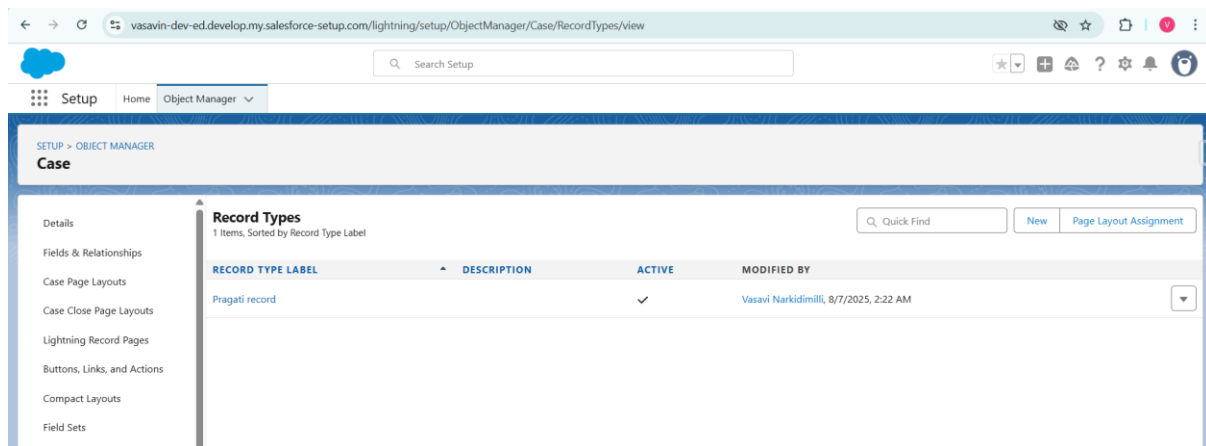 vasavin-dev-ed.develop.my.salesforce-setup.com/lightning/setup/ObjectManager/Case/RecordTypes/view
V
Search Setup
Setup Home Object Manager
SETUP > OBJECT MANAGER
Case
Details
Fields & Relationships
Case Page Layouts
Case Close Page Layouts
Lightning Record Pages
Buttons, Links, and Actions
Compact Layouts
Field Sets
Record Types
1 Items, Sorted by Record Type Label
Quick Find
New
Page Layout Assignment
RECORD TYPE LABEL DESCRIPTION ACTIVE MODIFIED BY
Pragati record Vasavi Narkidimilli, 8/7/2025, 2:22 AM